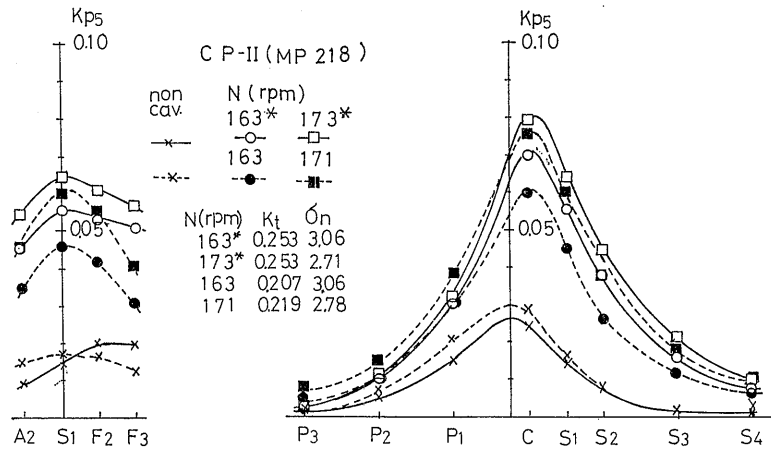 Kp5
0.10
0.05
A2 S1 F2 F3
C P-II (MP 218)
non cav.
N (rpm)
163* 173*
163 171
N(rpm) Kt σn
163* 0.253 3.06
173* 0.253 2.71
163 0.207 3.06
171 0.219 2.78
Kp5
0.10
0.05
P3 P2 P1 C S1 S2 S3 S4